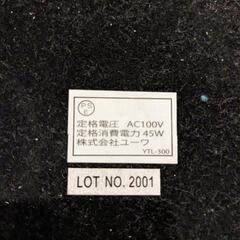 PS
E
定格電圧 AC100V
定格消費電力 45W
株式会社ユーワ
YTL-300
LOT NO. 2001